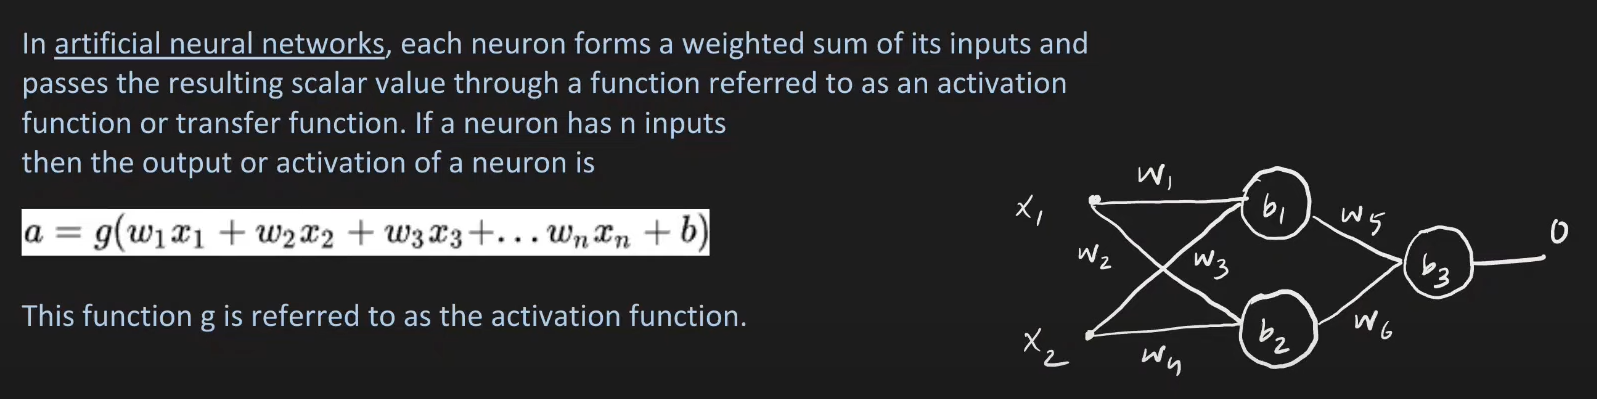 In artificial neural networks, each neuron forms a weighted sum of its inputs and
passes the resulting scalar value through a function referred to as an activation
function or transfer function. If a neuron has n inputs
then the output or activation of a neuron is
a = g(w₁x₁ + w₂x₂ + w₃x₃+... wₙxₙ + b)
This function g is referred to as the activation function.
W₁
x₁
b₁
W₅
O
W₂
W₃
b₃
x₂
W₄
b₂
W₆